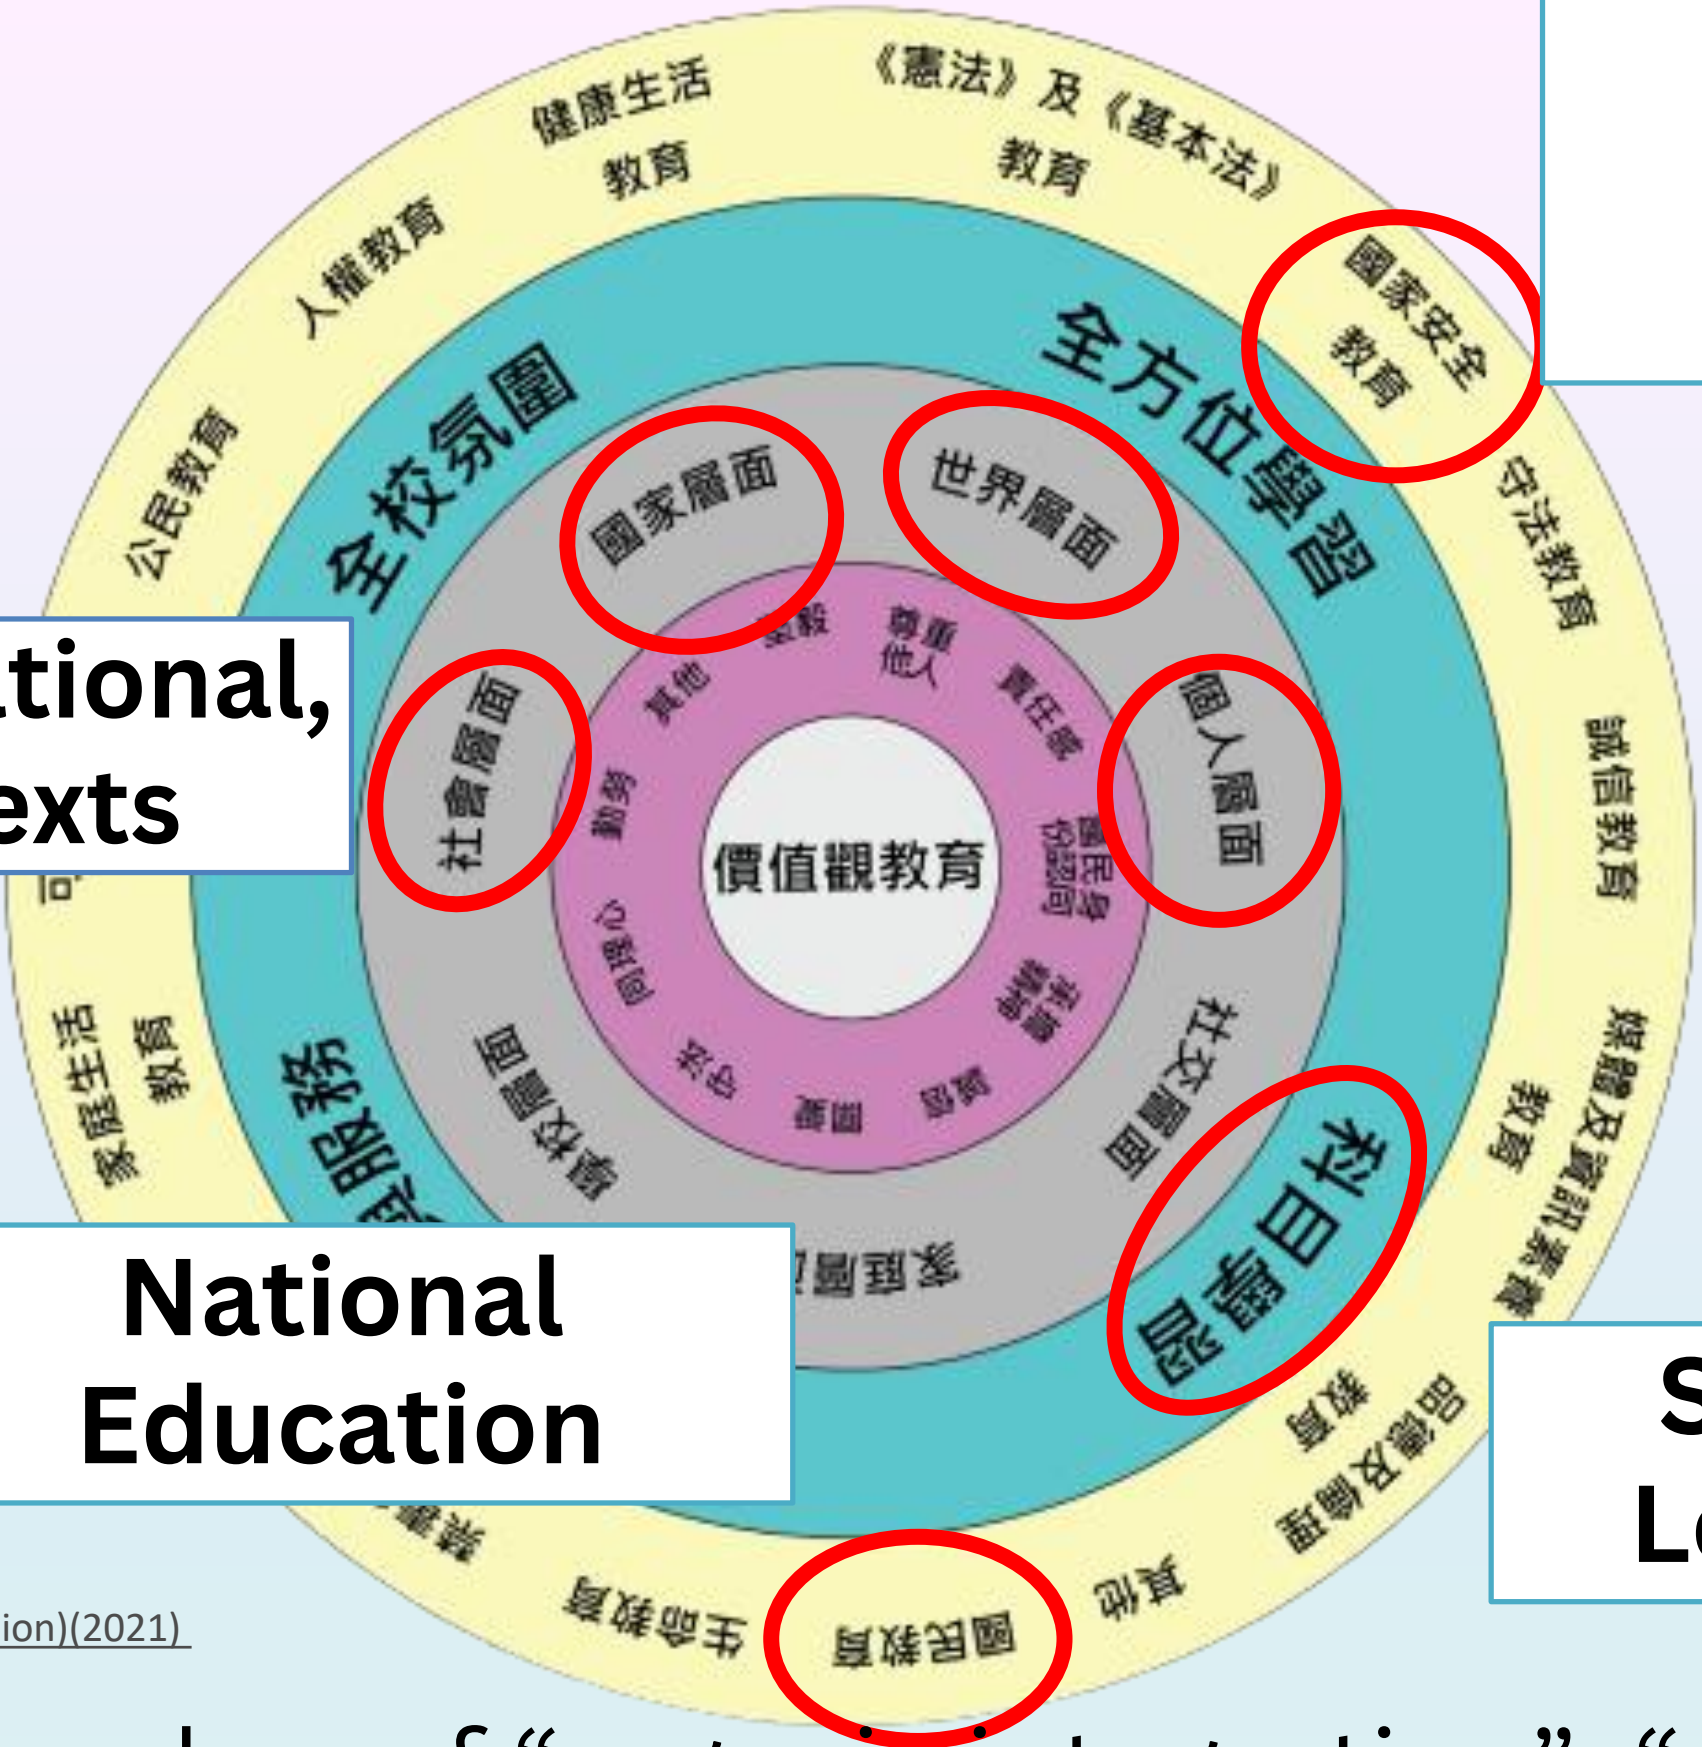 健康生活
教育
《憲法》及《基本法》
教育
國家安全
教育
守法教育
誠信教育
媒體及資訊素養
教育
品德及倫理
教育
其他
國民教育
生命教育
家庭生活
教育
公民教育
人權教育
全校氛圍
全方位學習
科目學習
服務
國家層面
世界層面
個人層面
社交層面
家庭層
學校層面
社會層面
堅毅
尊重
他人
責任感
國民身
份認同
承擔
精神
誠信
關愛
守法
同理心
勤勞
其他
價值觀教育
tional,
exts
National
Education
S
Le
ion)(2021)